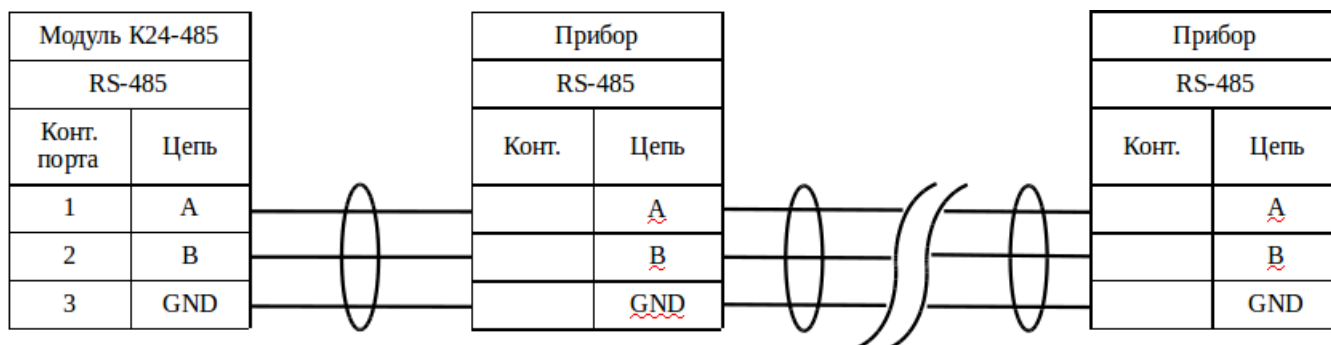 Модуль К24-485
RS-485
Конт. порта
Цепь
1
A
2
B
3
GND
Прибор
RS-485
Конт.
Цепь
A
B
GND
Прибор
RS-485
Конт.
Цепь
A
B
GND